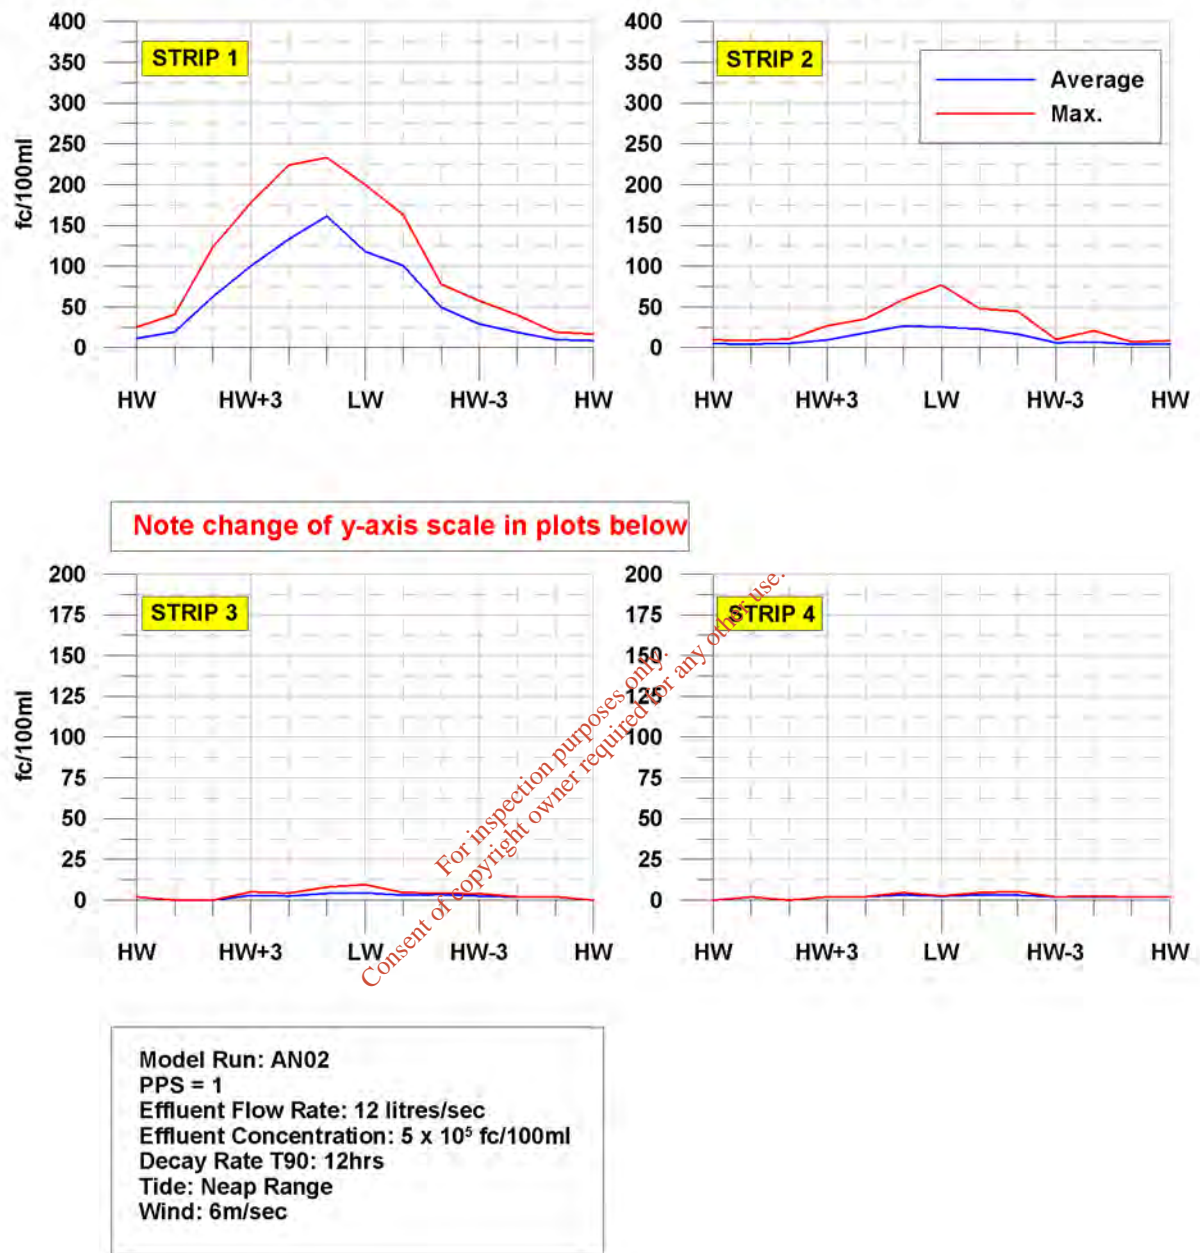 400
350
300
250
200
150
100
50
0
fc/100ml
STRIP 1
HW HW+3 LW HW-3 HW
400
350
300
250
200
150
100
50
0
STRIP 2
Average
Max.
HW HW+3 LW HW-3 HW
Note change of y-axis scale in plots below
200
175
150
125
100
75
50
25
0
fc/100ml
STRIP 3
HW HW+3 LW HW-3 HW
200
175
150
125
100
75
50
25
0
STRIP 4
HW HW+3 LW HW-3 HW
For inspection purposes only.
Consent of copyright owner required for any other use.
Model Run: AN02
PPS = 1
Effluent Flow Rate: 12 litres/sec
Effluent Concentration: 5 x 10⁵ fc/100ml
Decay Rate T90: 12hrs
Tide: Neap Range
Wind: 6m/sec